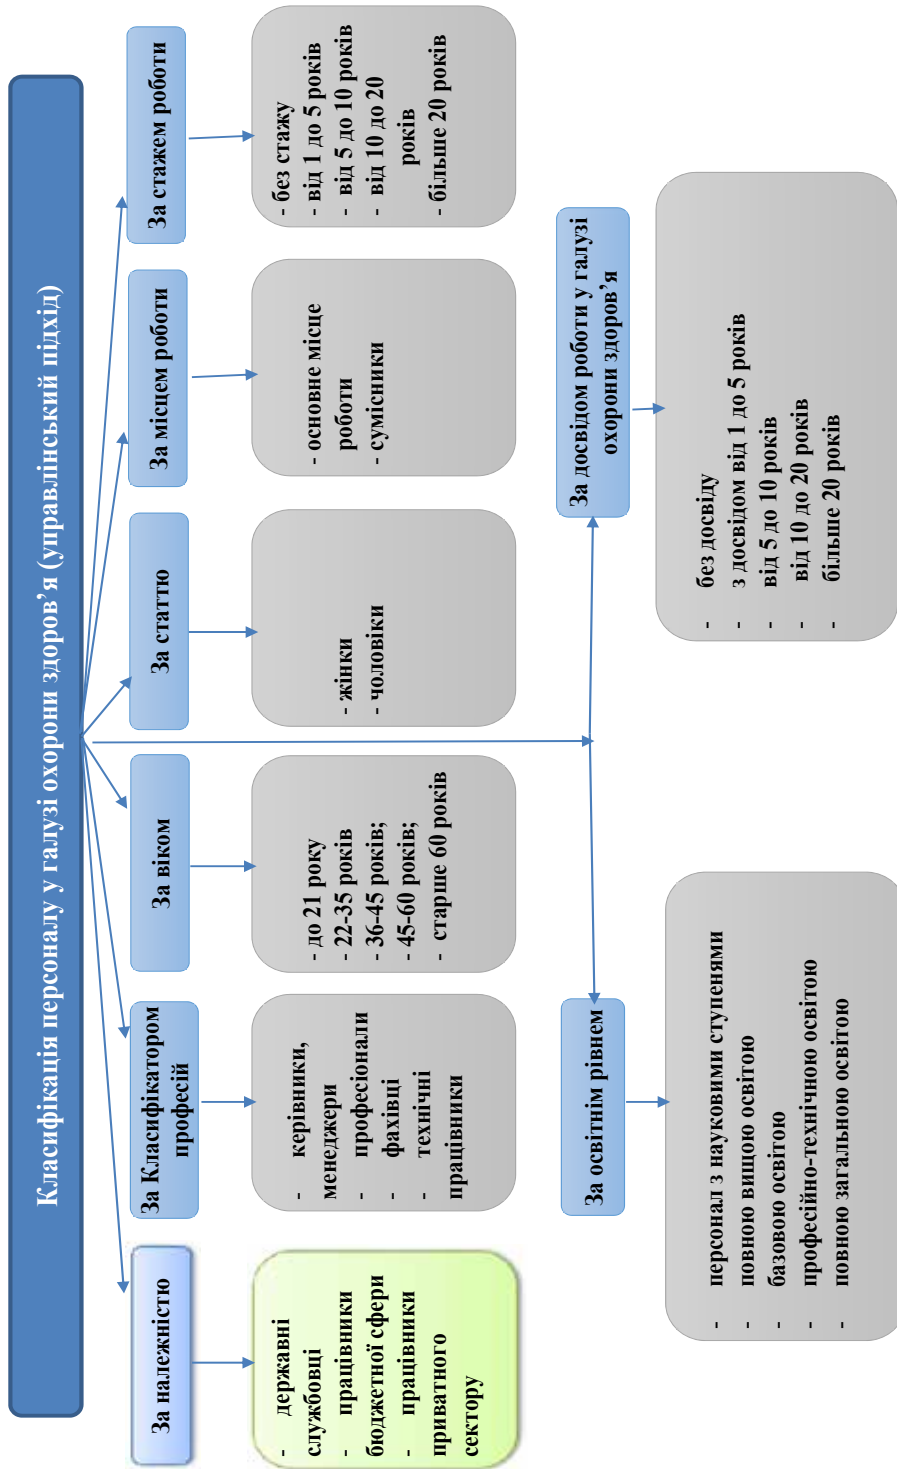 Класифікація персоналу у галузі охорони здоров’я (управлінський підхід)
За належністю
- державні
службовці
- працівники
бюджетної сфери
- працівники
приватного
сектору
За Класифікатором
професій
- керівники,
менеджери
- професіонали
- фахівці
- технічні
працівники
За віком
- до 21 року
- 22-35 років
- 36-45 років;
- 45-60 років;
- старше 60 років
За статтю
- жінки
- чоловіки
За місцем роботи
- основне місце
роботи
- сумісники
За стажем роботи
- без стажу
- від 1 до 5 років
- від 5 до 10 років
- від 10 до 20
років
- більше 20 років
За освітнім рівнем
- персонал з науковими ступенями
- повною вищою освітою
- базовою освітою
- професійно-технічною освітою
- повною загальною освітою
За досвідом роботи у галузі
охорони здоров’я
- без досвіду
- з досвідом від 1 до 5 років
- від 5 до 10 років
- від 10 до 20 років
- більше 20 років